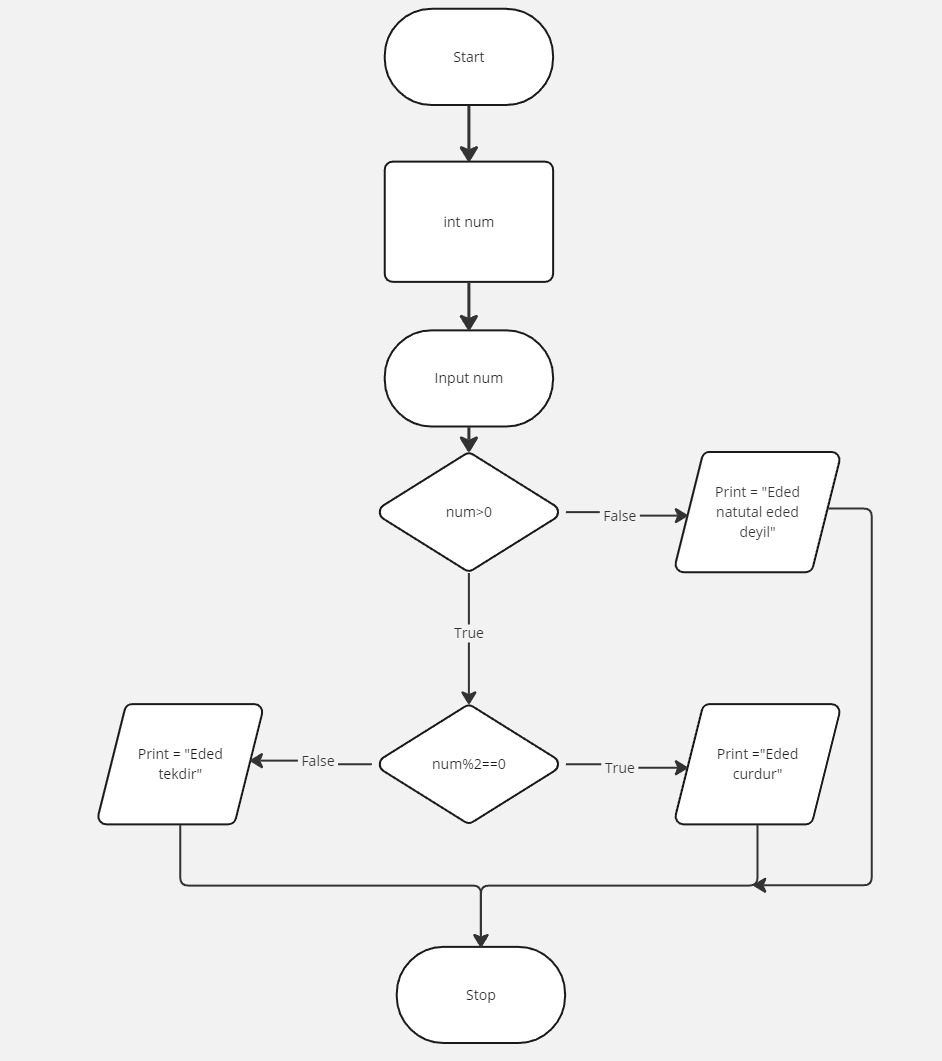 Start
int num
Input num
num>0
False
Print = "Eded
natutal eded
deyil"
True
Print = "Eded
tekdir"
False
num%2==0
True
Print ="Eded
curdur"
Stop